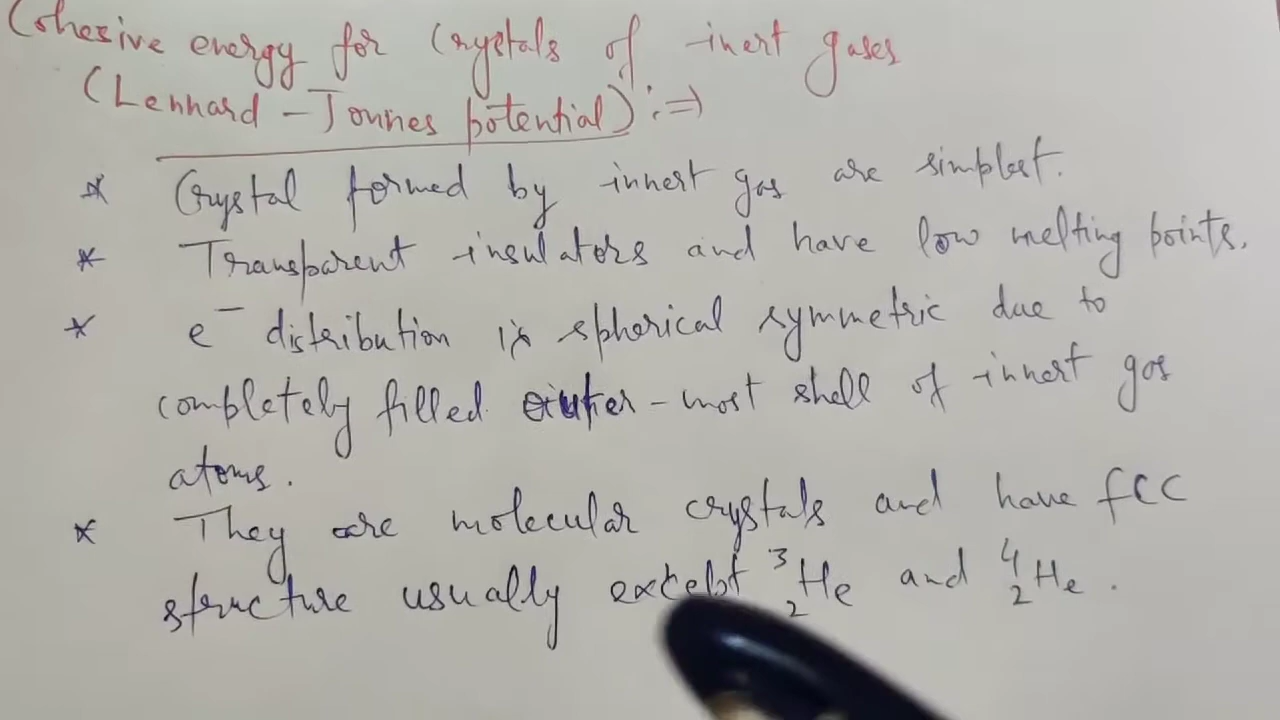 Cohesive energy for Crystals of inert gases
(Lennard - Jonnes potential) :⇒
* Crystal formed by innert gas are simplest.
* Transparent insulators and have low melting points.
* e⁻ distribution is spherical symmetric due to
completely filled outer-most shell of innert gas
atoms.
* They are molecular crystals and have fCC
structure usually except ³₂He and ⁴₂He.